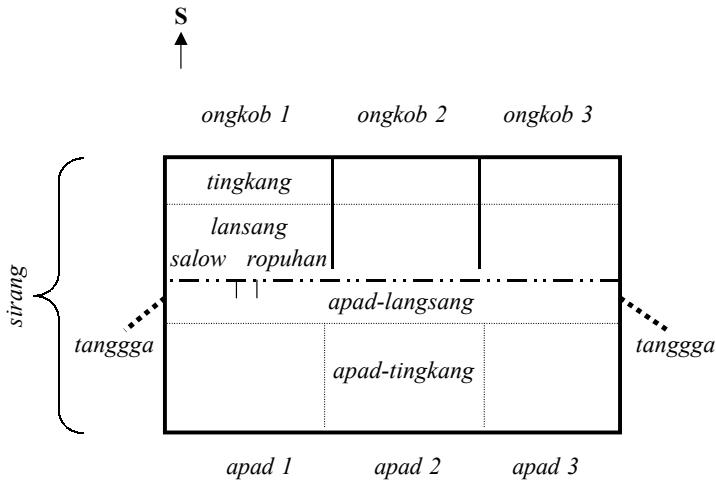 S
ongkob 1 ongkob 2 ongkob 3
tingkang
lansang
salow ropuhan
apad-langsang
sirang
tanggga tanggga
apad-tingkang
apad 1 apad 2 apad 3